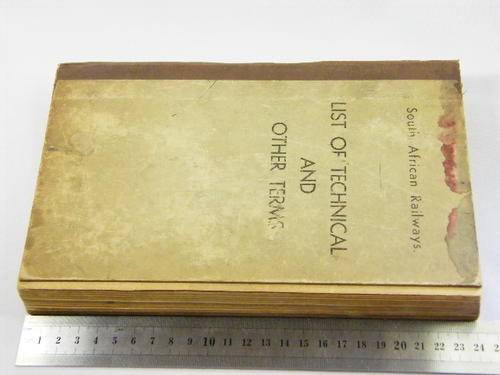 South African Railways.
LIST OF TECHNICAL
AND
OTHER TERMS
1 2 3 4 5 6 7 8 9 10 11 12 13 14 15 16 17 18 19 20 21 22 23 24